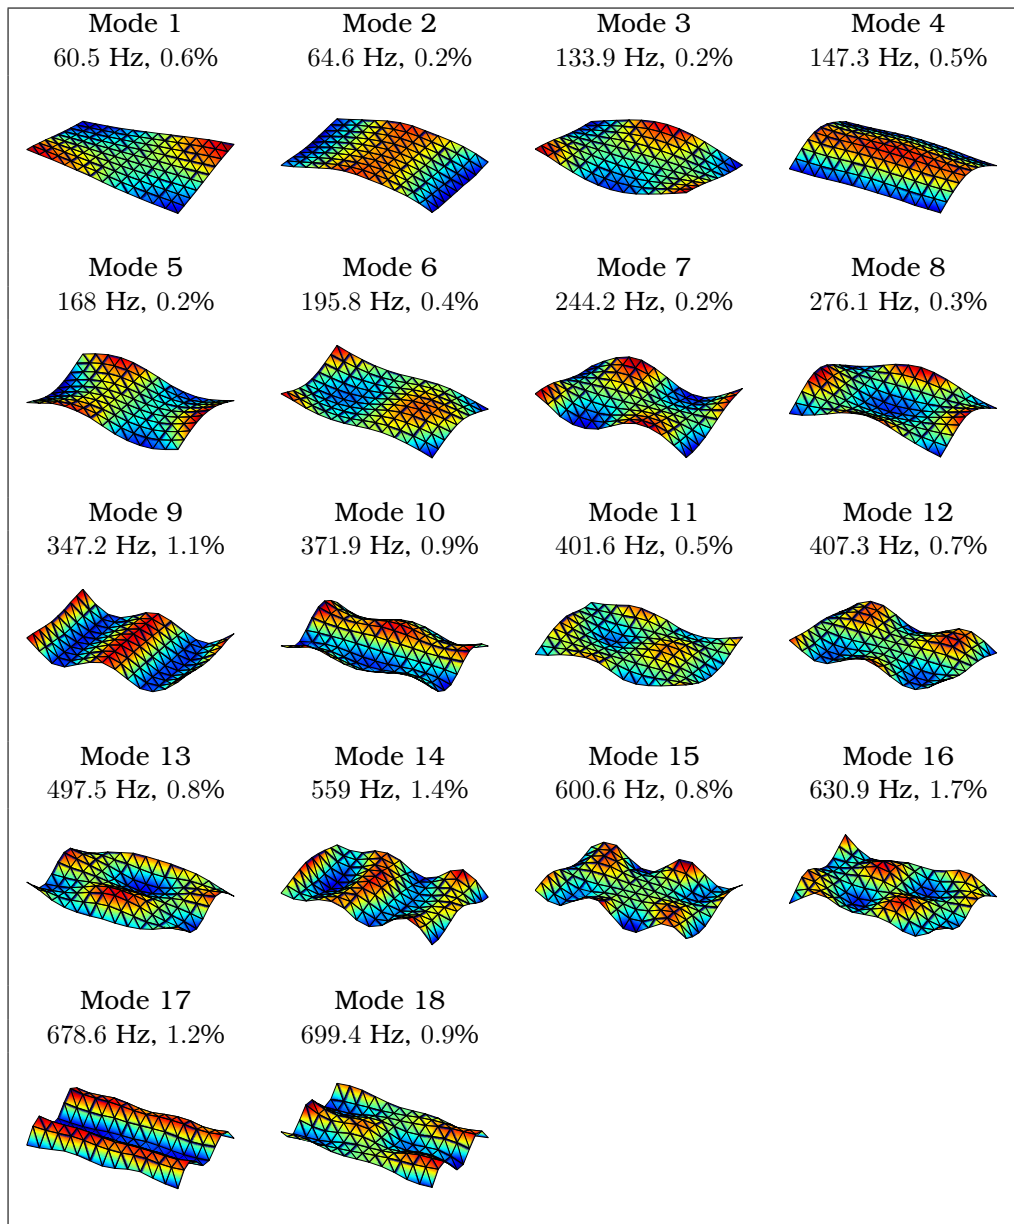 Mode 1
60.5 Hz, 0.6%
Mode 2
64.6 Hz, 0.2%
Mode 3
133.9 Hz, 0.2%
Mode 4
147.3 Hz, 0.5%
Mode 5
168 Hz, 0.2%
Mode 6
195.8 Hz, 0.4%
Mode 7
244.2 Hz, 0.2%
Mode 8
276.1 Hz, 0.3%
Mode 9
347.2 Hz, 1.1%
Mode 10
371.9 Hz, 0.9%
Mode 11
401.6 Hz, 0.5%
Mode 12
407.3 Hz, 0.7%
Mode 13
497.5 Hz, 0.8%
Mode 14
559 Hz, 1.4%
Mode 15
600.6 Hz, 0.8%
Mode 16
630.9 Hz, 1.7%
Mode 17
678.6 Hz, 1.2%
Mode 18
699.4 Hz, 0.9%